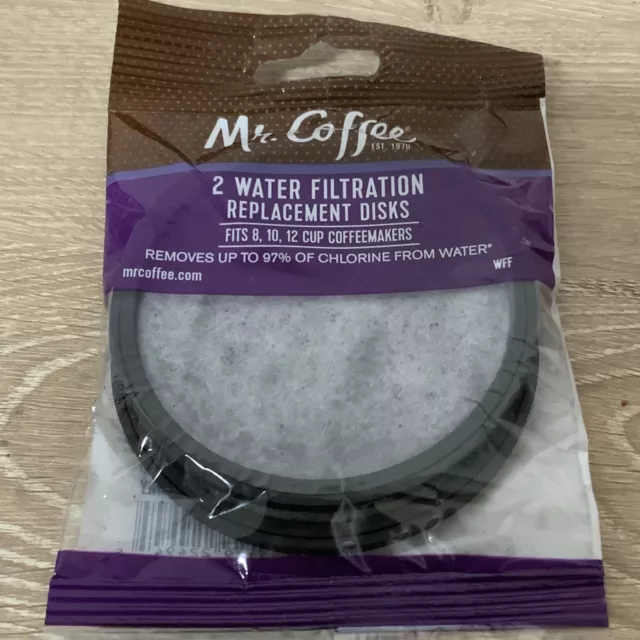 Mr. Coffee
EST. 1970
2 WATER FILTRATION
REPLACEMENT DISKS
FITS 8, 10, 12 CUP COFFEEMAKERS
REMOVES UP TO 97% OF CHLORINE FROM WATER*
mrcoffee.com
WFF